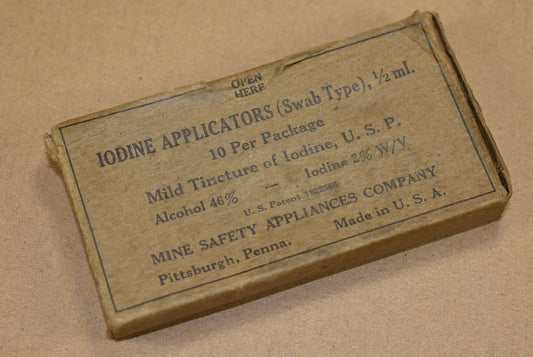 OPEN
HERE
IODINE APPLICATORS (Swab Type), ½ ml.
10 Per Package
Mild Tincture of Iodine, U. S. P.
Alcohol 46% — Iodine 2% W/V
U. S. Patent
MINE SAFETY APPLIANCES COMPANY
Pittsburgh, Penna. Made in U. S. A.